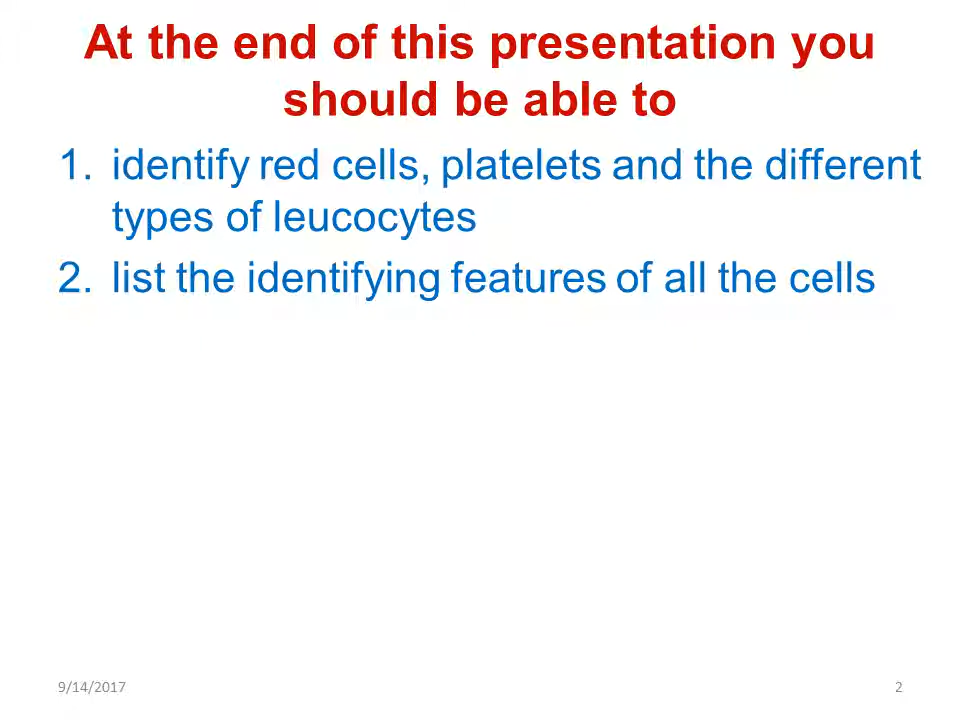 At the end of this presentation you
should be able to
1. identify red cells, platelets and the different
types of leucocytes
2. list the identifying features of all the cells
9/14/2017
2